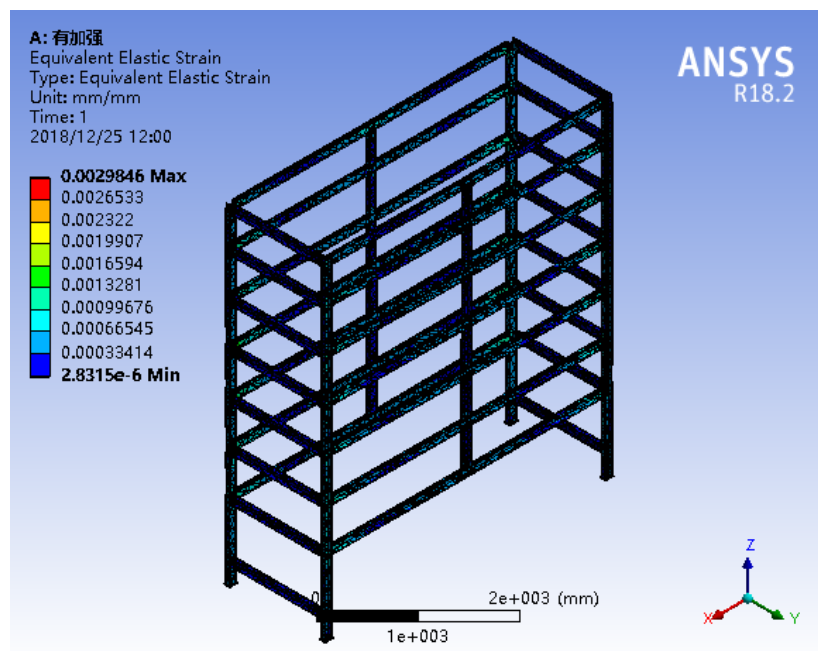 A: 有加强
Equivalent Elastic Strain
Type: Equivalent Elastic Strain
Unit: mm/mm
Time: 1
2018/12/25 12:00
ANSYS
R18.2
0.0029846 Max
0.0026533
0.002322
0.0019907
0.0016594
0.0013281
0.00099676
0.00066545
0.00033414
2.8315e-6 Min
Z
X
Y
0
2e+003 (mm)
1e+003